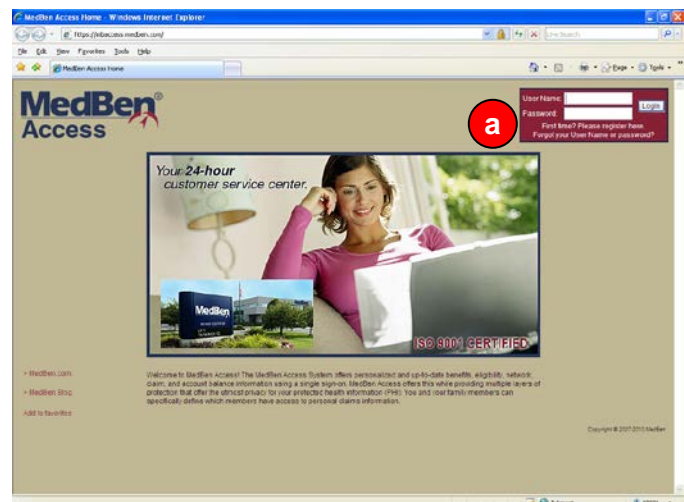 MedBen Access Home - Windows Internet Explorer
https://mbaccess.medben.com/
Live Search
File Edit View Favorites Tools Help
MedBen Access Home
Page Tools
MedBen®
Access
User Name:
Password:
Login
First time? Please register here.
Forgot your User Name or password?
a
Your 24-hour
customer service center.
MedBen
ISO 9001 CERTIFIED
> MedBen.com
> MedBen Blog
Add to favorites
Welcome to MedBen Access! The MedBen Access System offers personalized and up-to-date benefits, eligibility, network,
claim, and account balance information using a single sign-on. MedBen Access offers this while providing multiple layers of
protection that offer the utmost privacy for your protected health information (PHI). You and your family members can
specifically define which members have access to personal claims information.
Copyright © 2007-2010 MedBen